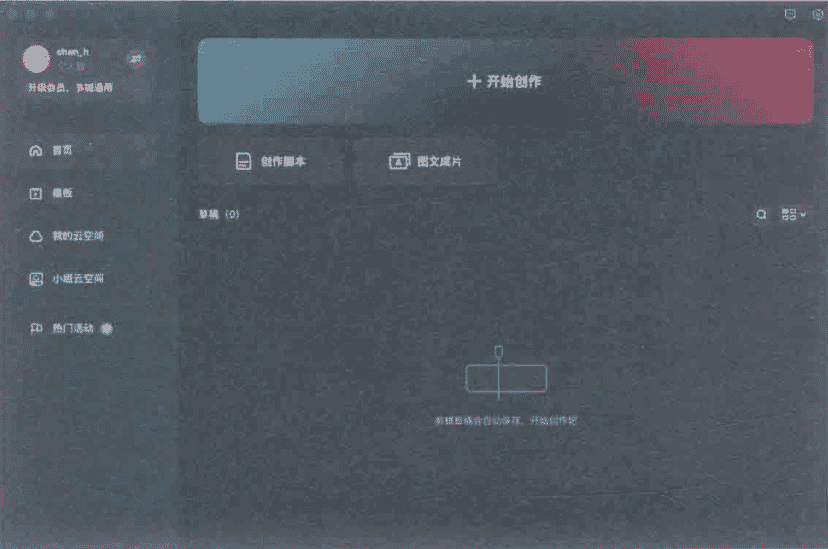 chan_h
升级会员，多端通用
首页
模板
我的云空间
小组云空间
热门活动
开始创作
创作脚本
图文成片
草稿 (0)
剪辑草稿会自动保存，开始创作吧